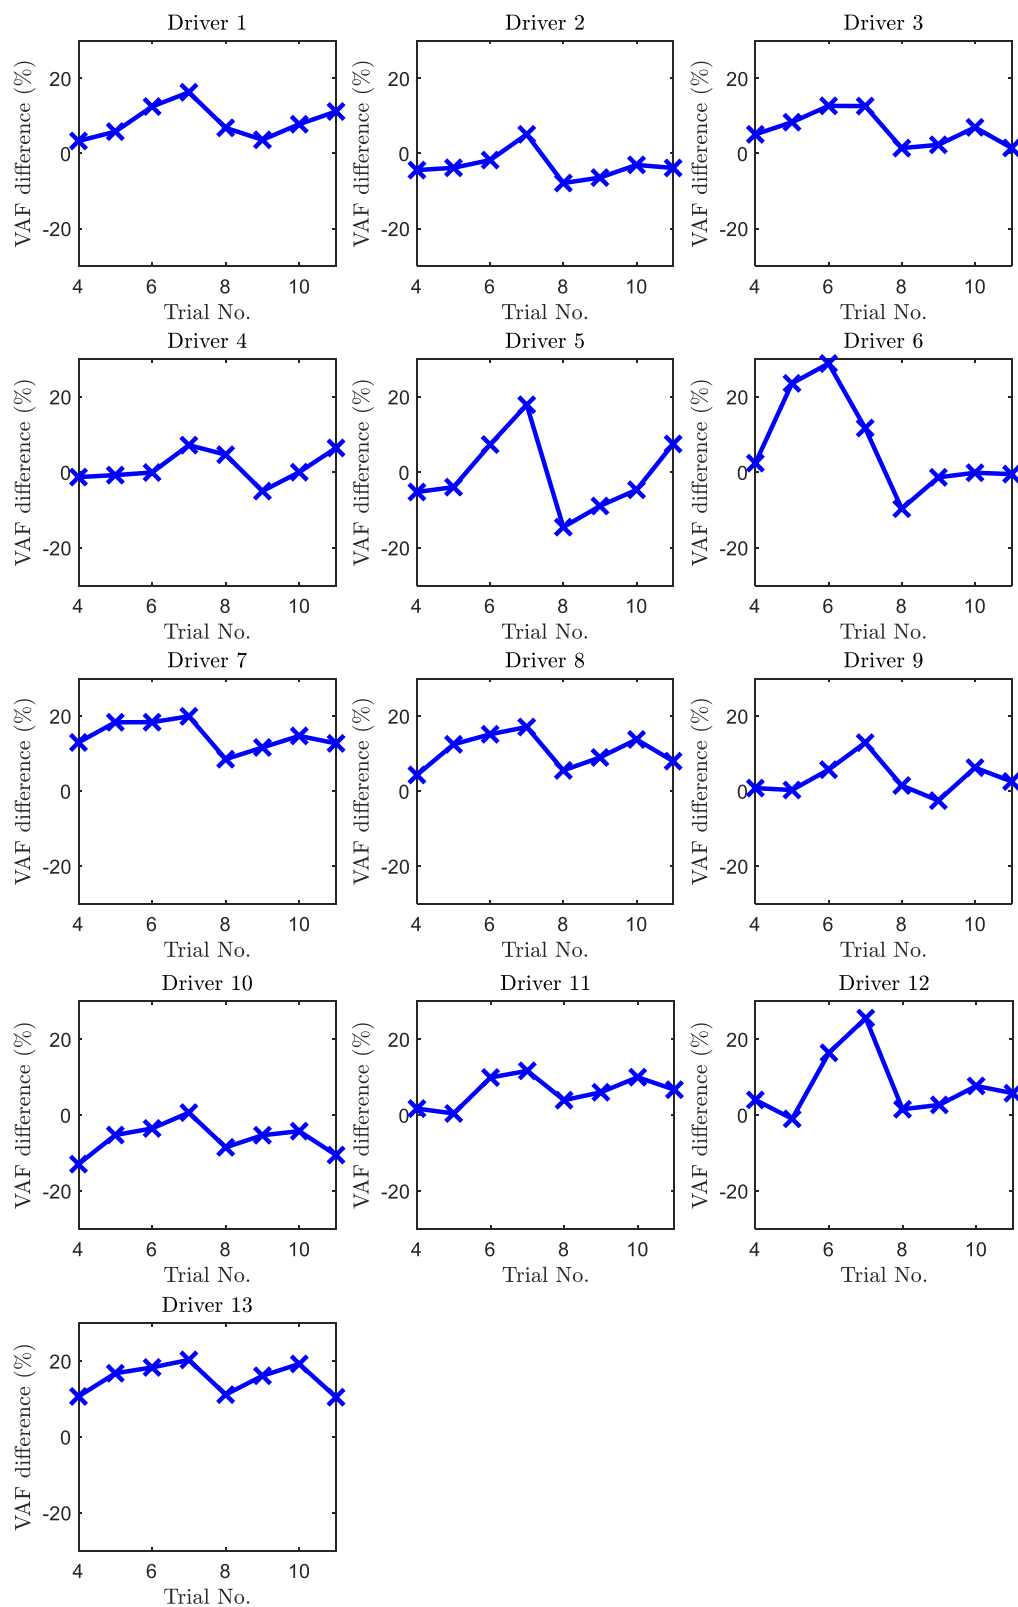 Driver 1
VAF difference (%)
20
0
-20
4 6 8 10
Trial No.
Driver 2
VAF difference (%)
20
0
-20
4 6 8 10
Trial No.
Driver 3
VAF difference (%)
20
0
-20
4 6 8 10
Trial No.
Driver 4
VAF difference (%)
20
0
-20
4 6 8 10
Trial No.
Driver 5
VAF difference (%)
20
0
-20
4 6 8 10
Trial No.
Driver 6
VAF difference (%)
20
0
-20
4 6 8 10
Trial No.
Driver 7
VAF difference (%)
20
0
-20
4 6 8 10
Trial No.
Driver 8
VAF difference (%)
20
0
-20
4 6 8 10
Trial No.
Driver 9
VAF difference (%)
20
0
-20
4 6 8 10
Trial No.
Driver 10
VAF difference (%)
20
0
-20
4 6 8 10
Trial No.
Driver 11
VAF difference (%)
20
0
-20
4 6 8 10
Trial No.
Driver 12
VAF difference (%)
20
0
-20
4 6 8 10
Trial No.
Driver 13
VAF difference (%)
20
0
-20
4 6 8 10
Trial No.